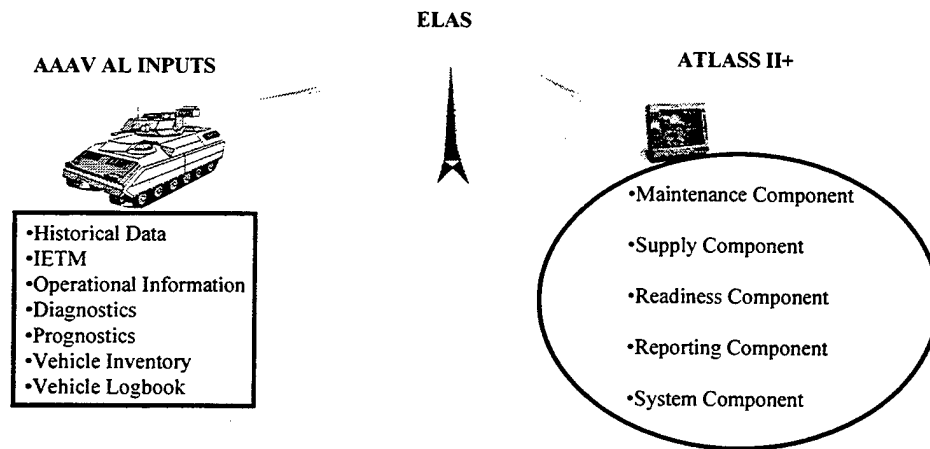 ELAS
AAAV AL INPUTS
•Historical Data
•IETM
•Operational Information
•Diagnostics
•Prognostics
•Vehicle Inventory
•Vehicle Logbook
ATLASS II+
•Maintenance Component
•Supply Component
•Readiness Component
•Reporting Component
•System Component